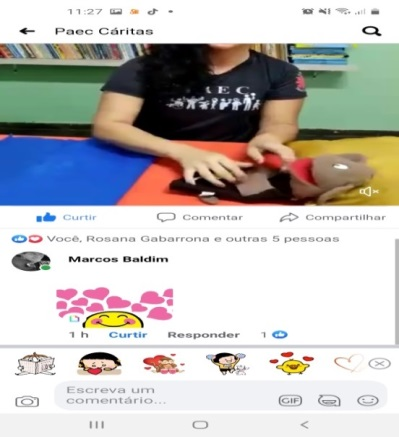 11:27
Paec Cáritas
P A E C
Curtir Comentar Compartilhar
Você, Rosana Gabarrona e outras 5 pessoas
Marcos Baldim
1 h Curtir Responder 1
Escreva um
comentário...
GIF